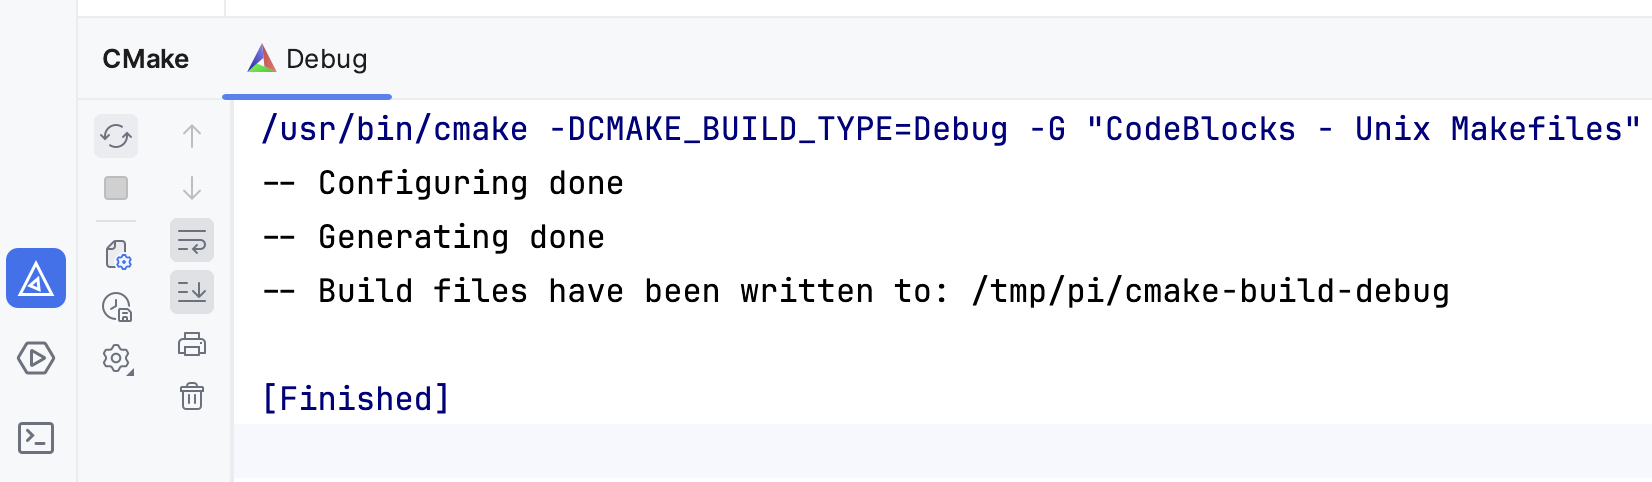 CMake Debug
/usr/bin/cmake -DCMAKE_BUILD_TYPE=Debug -G "CodeBlocks - Unix Makefiles"
-- Configuring done
-- Generating done
-- Build files have been written to: /tmp/pi/cmake-build-debug
[Finished]